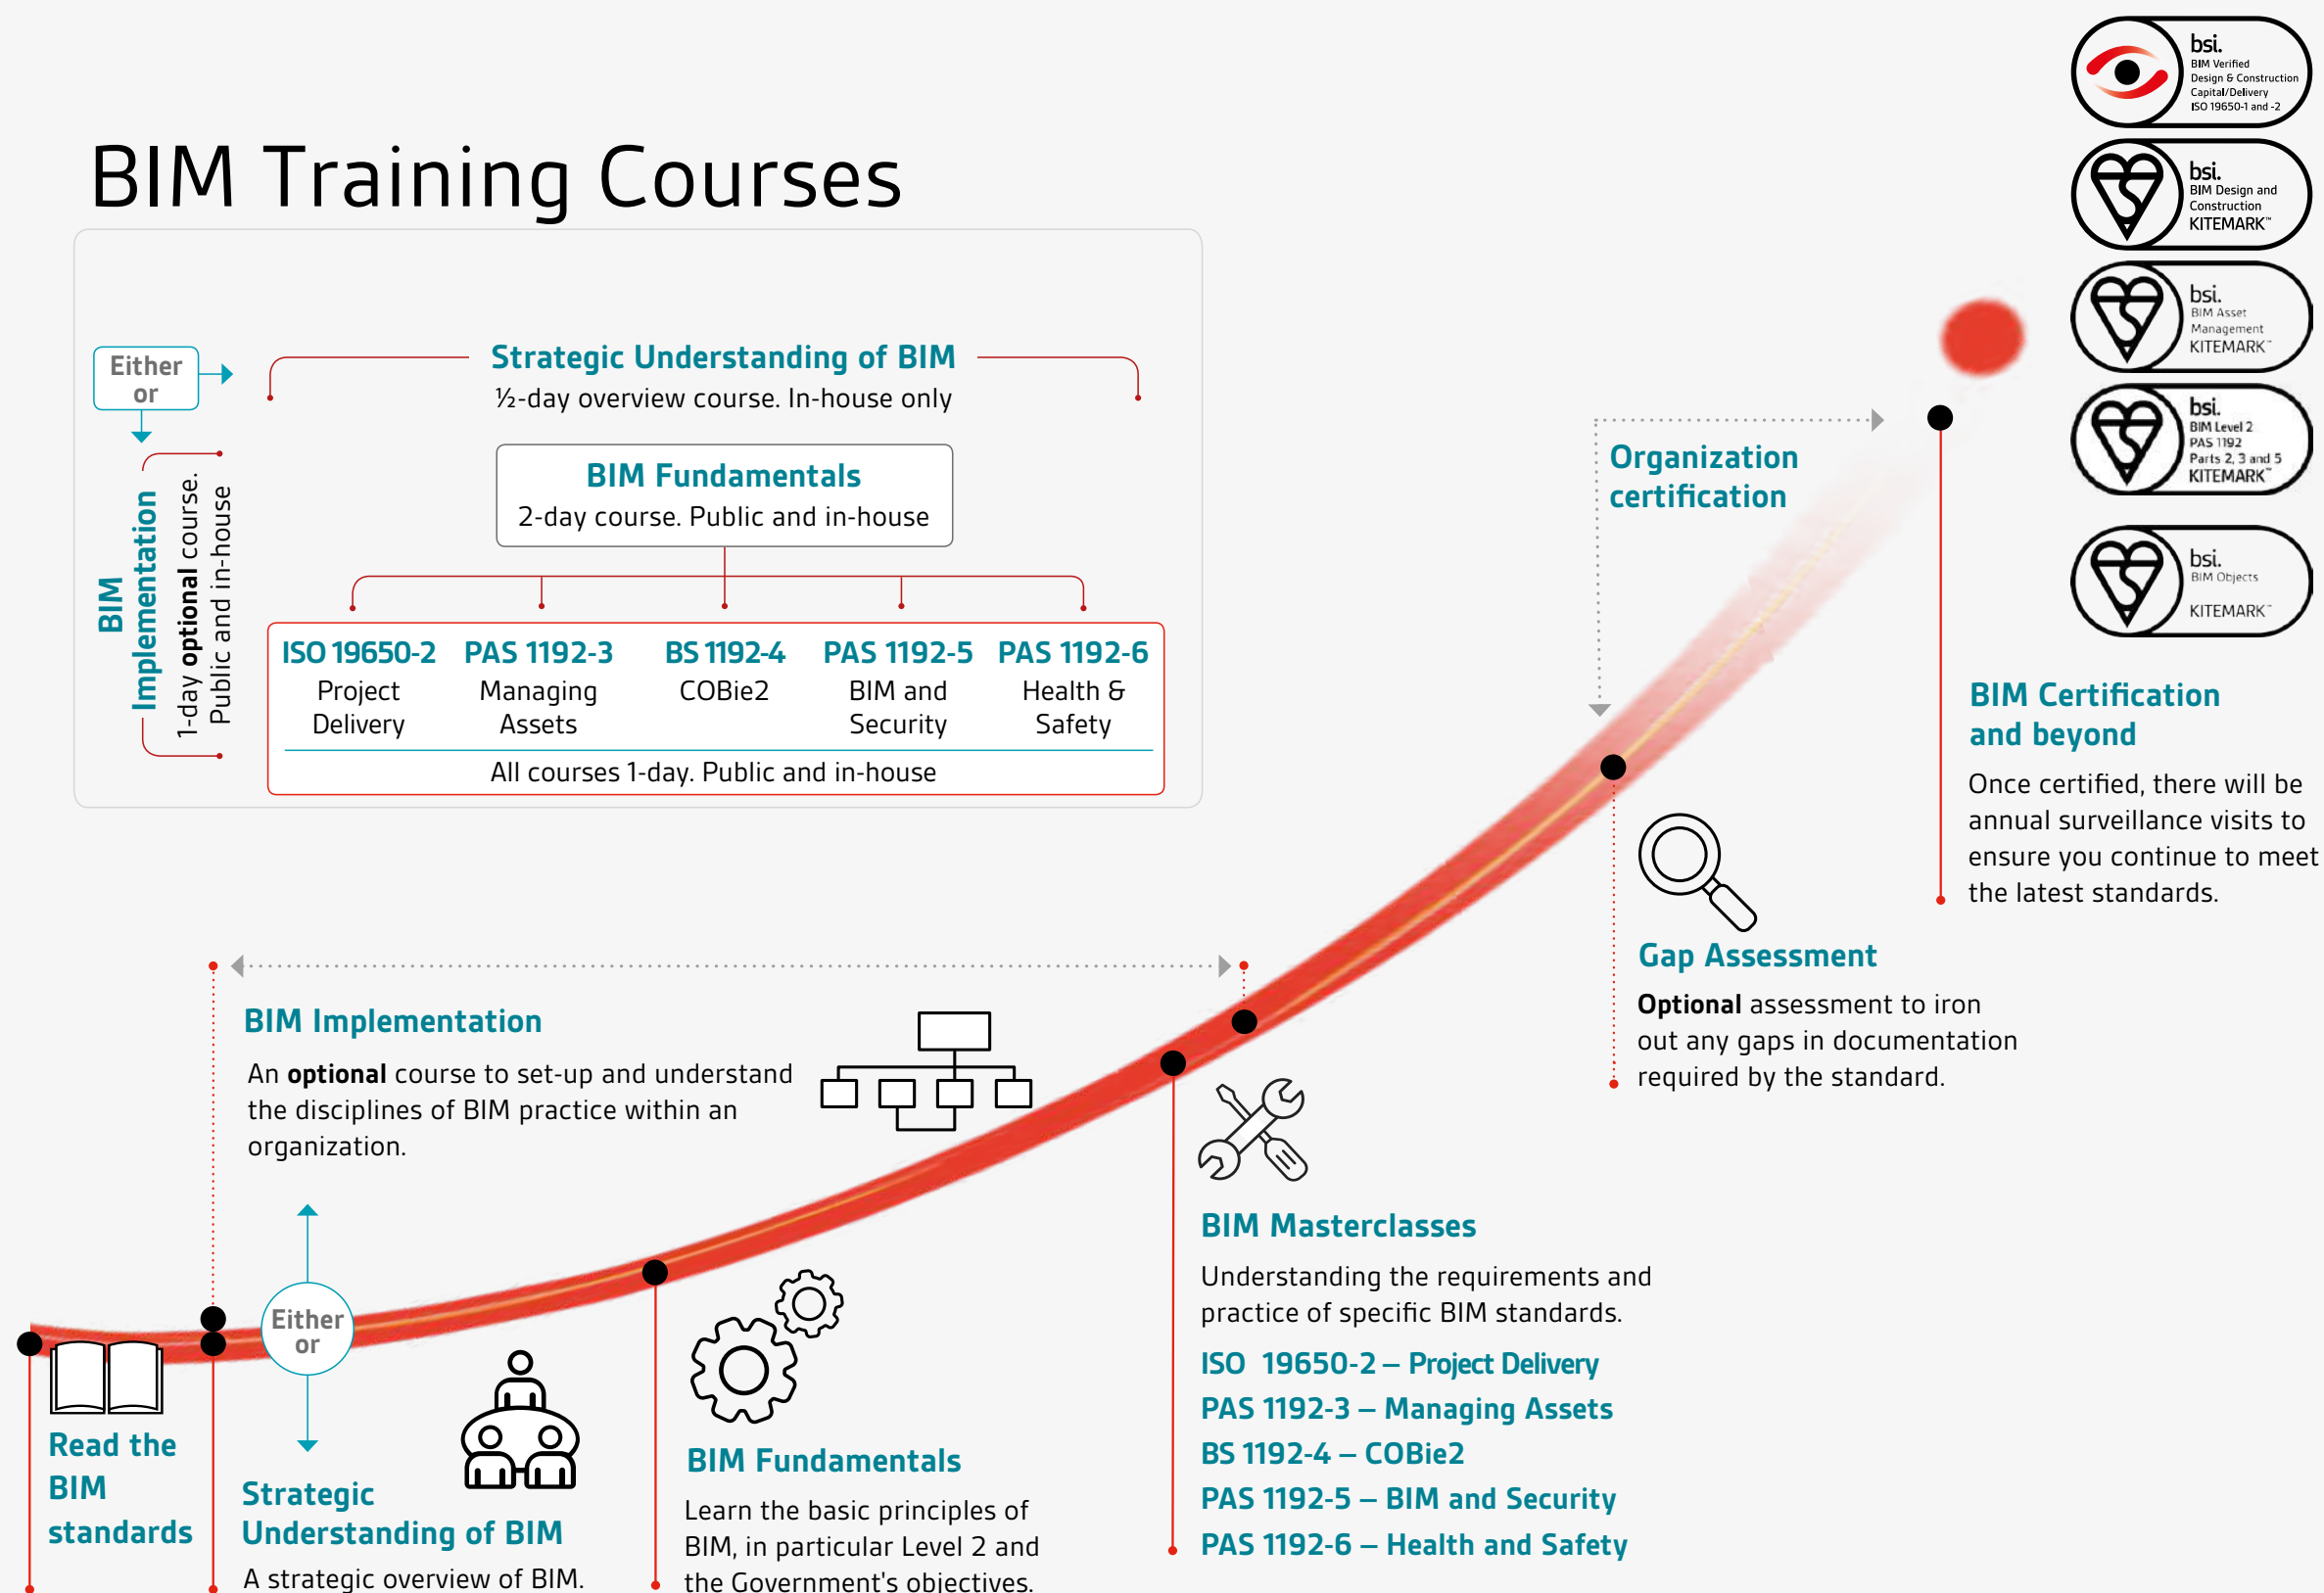 BIM Training Courses
Either
or
Strategic Understanding of BIM
½-day overview course. In-house only
BIM Fundamentals
2-day course. Public and in-house
BIM
Implementation
1-day optional course.
Public and in-house
ISO 19650-2
Project
Delivery
PAS 1192-3
Managing
Assets
BS 1192-4
COBie2
PAS 1192-5
BIM and
Security
PAS 1192-6
Health &
Safety
All courses 1-day. Public and in-house
bsi.
BIM Verified
Design & Construction
Capital/Delivery
ISO 19650-1 and -2
bsi.
BIM Design and
Construction
KITEMARK™
bsi.
BIM Asset
Management
KITEMARK™
bsi.
BIM Level 2
PAS 1192
Parts 2, 3 and 5
KITEMARK™
bsi.
BIM Objects
KITEMARK™
Organization
certification
BIM Certification
and beyond
Once certified, there will be
annual surveillance visits to
ensure you continue to meet
the latest standards.
Gap Assessment
Optional assessment to iron
out any gaps in documentation
required by the standard.
BIM Implementation
An optional course to set-up and understand
the disciplines of BIM practice within an
organization.
Either
or
Read the
BIM
standards
Strategic
Understanding of BIM
A strategic overview of BIM.
BIM Fundamentals
Learn the basic principles of
BIM, in particular Level 2 and
the Government's objectives.
BIM Masterclasses
Understanding the requirements and
practice of specific BIM standards.
ISO 19650-2 – Project Delivery
PAS 1192-3 – Managing Assets
BS 1192-4 – COBie2
PAS 1192-5 – BIM and Security
PAS 1192-6 – Health and Safety